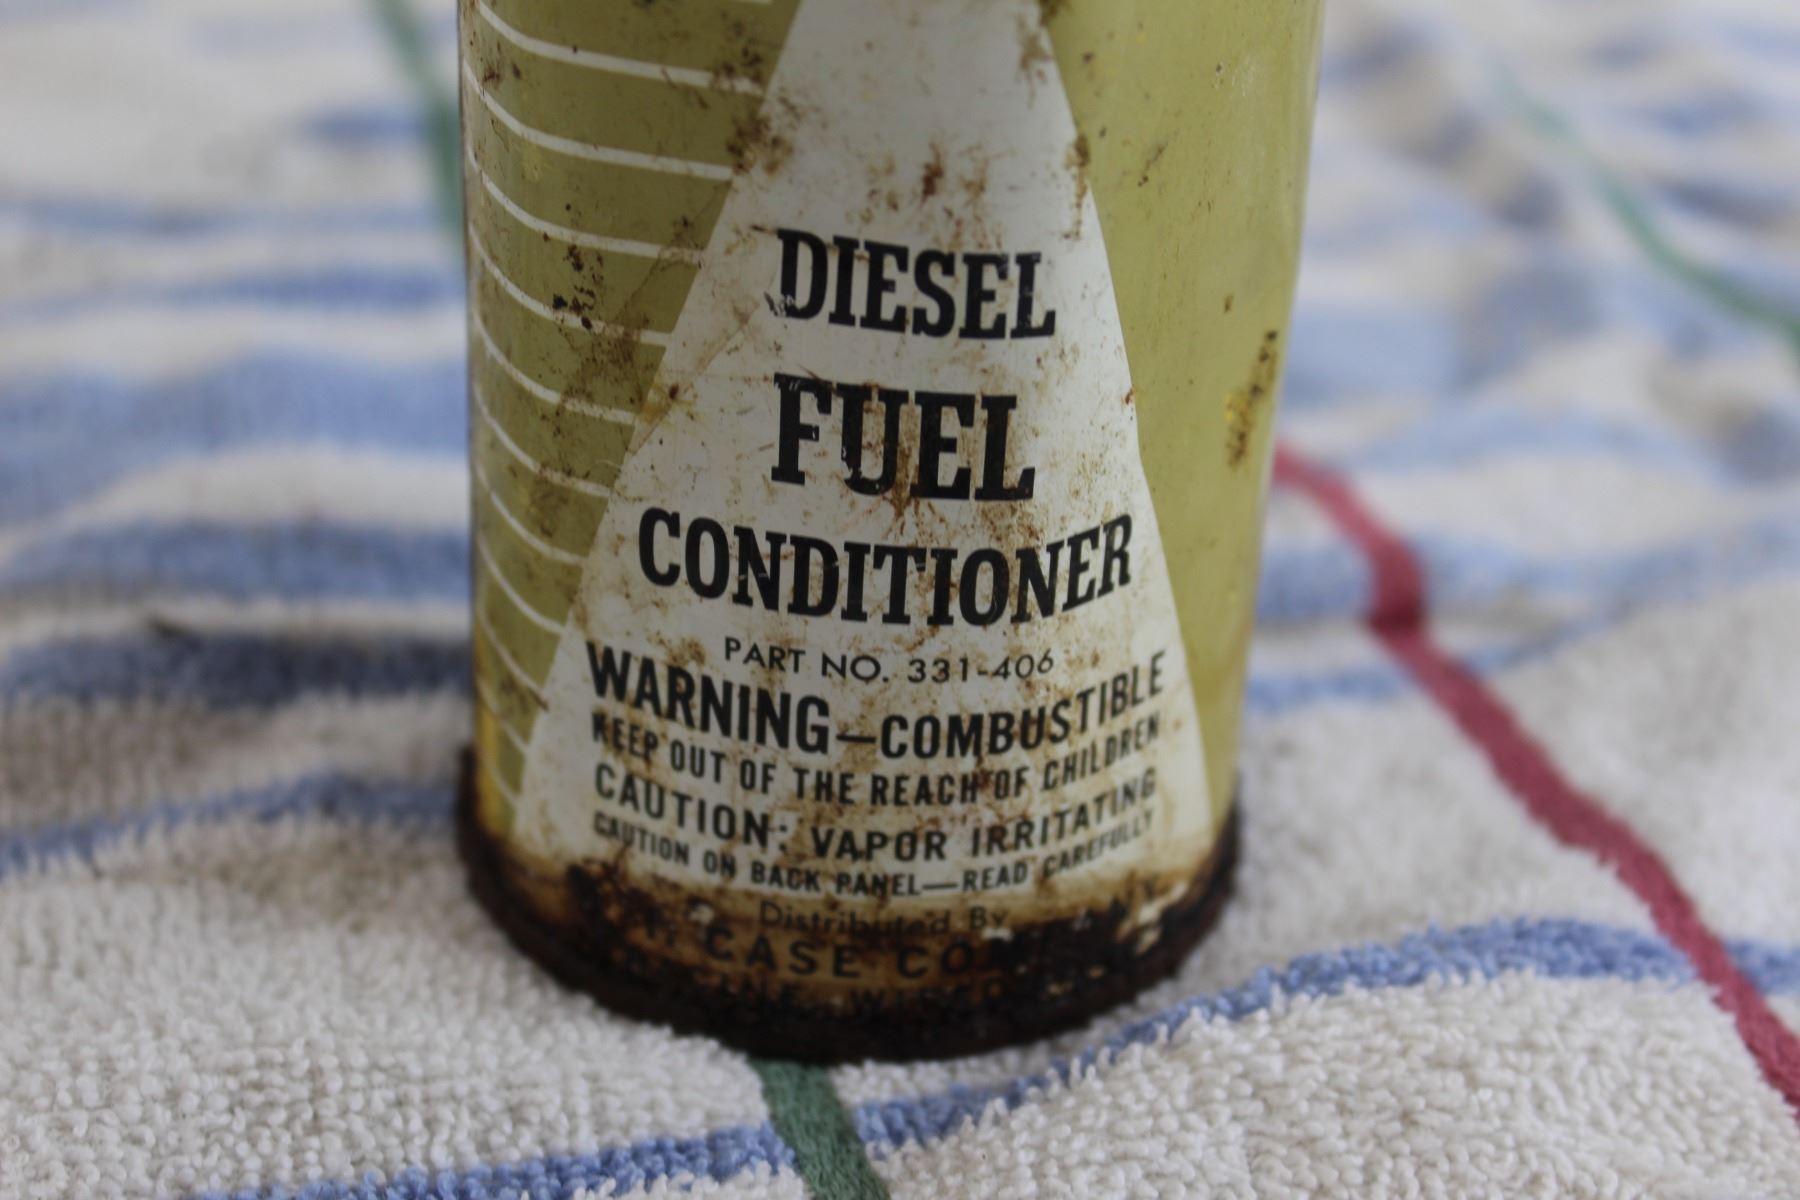 DIESEL
FUEL
CONDITIONER
PART NO. 331-406
WARNING—COMBUSTIBLE
KEEP OUT OF THE REACH OF CHILDREN
CAUTION: VAPOR IRRITATING
CAUTION ON BACK PANEL—READ CAREFULLY
Distributed By
CASE